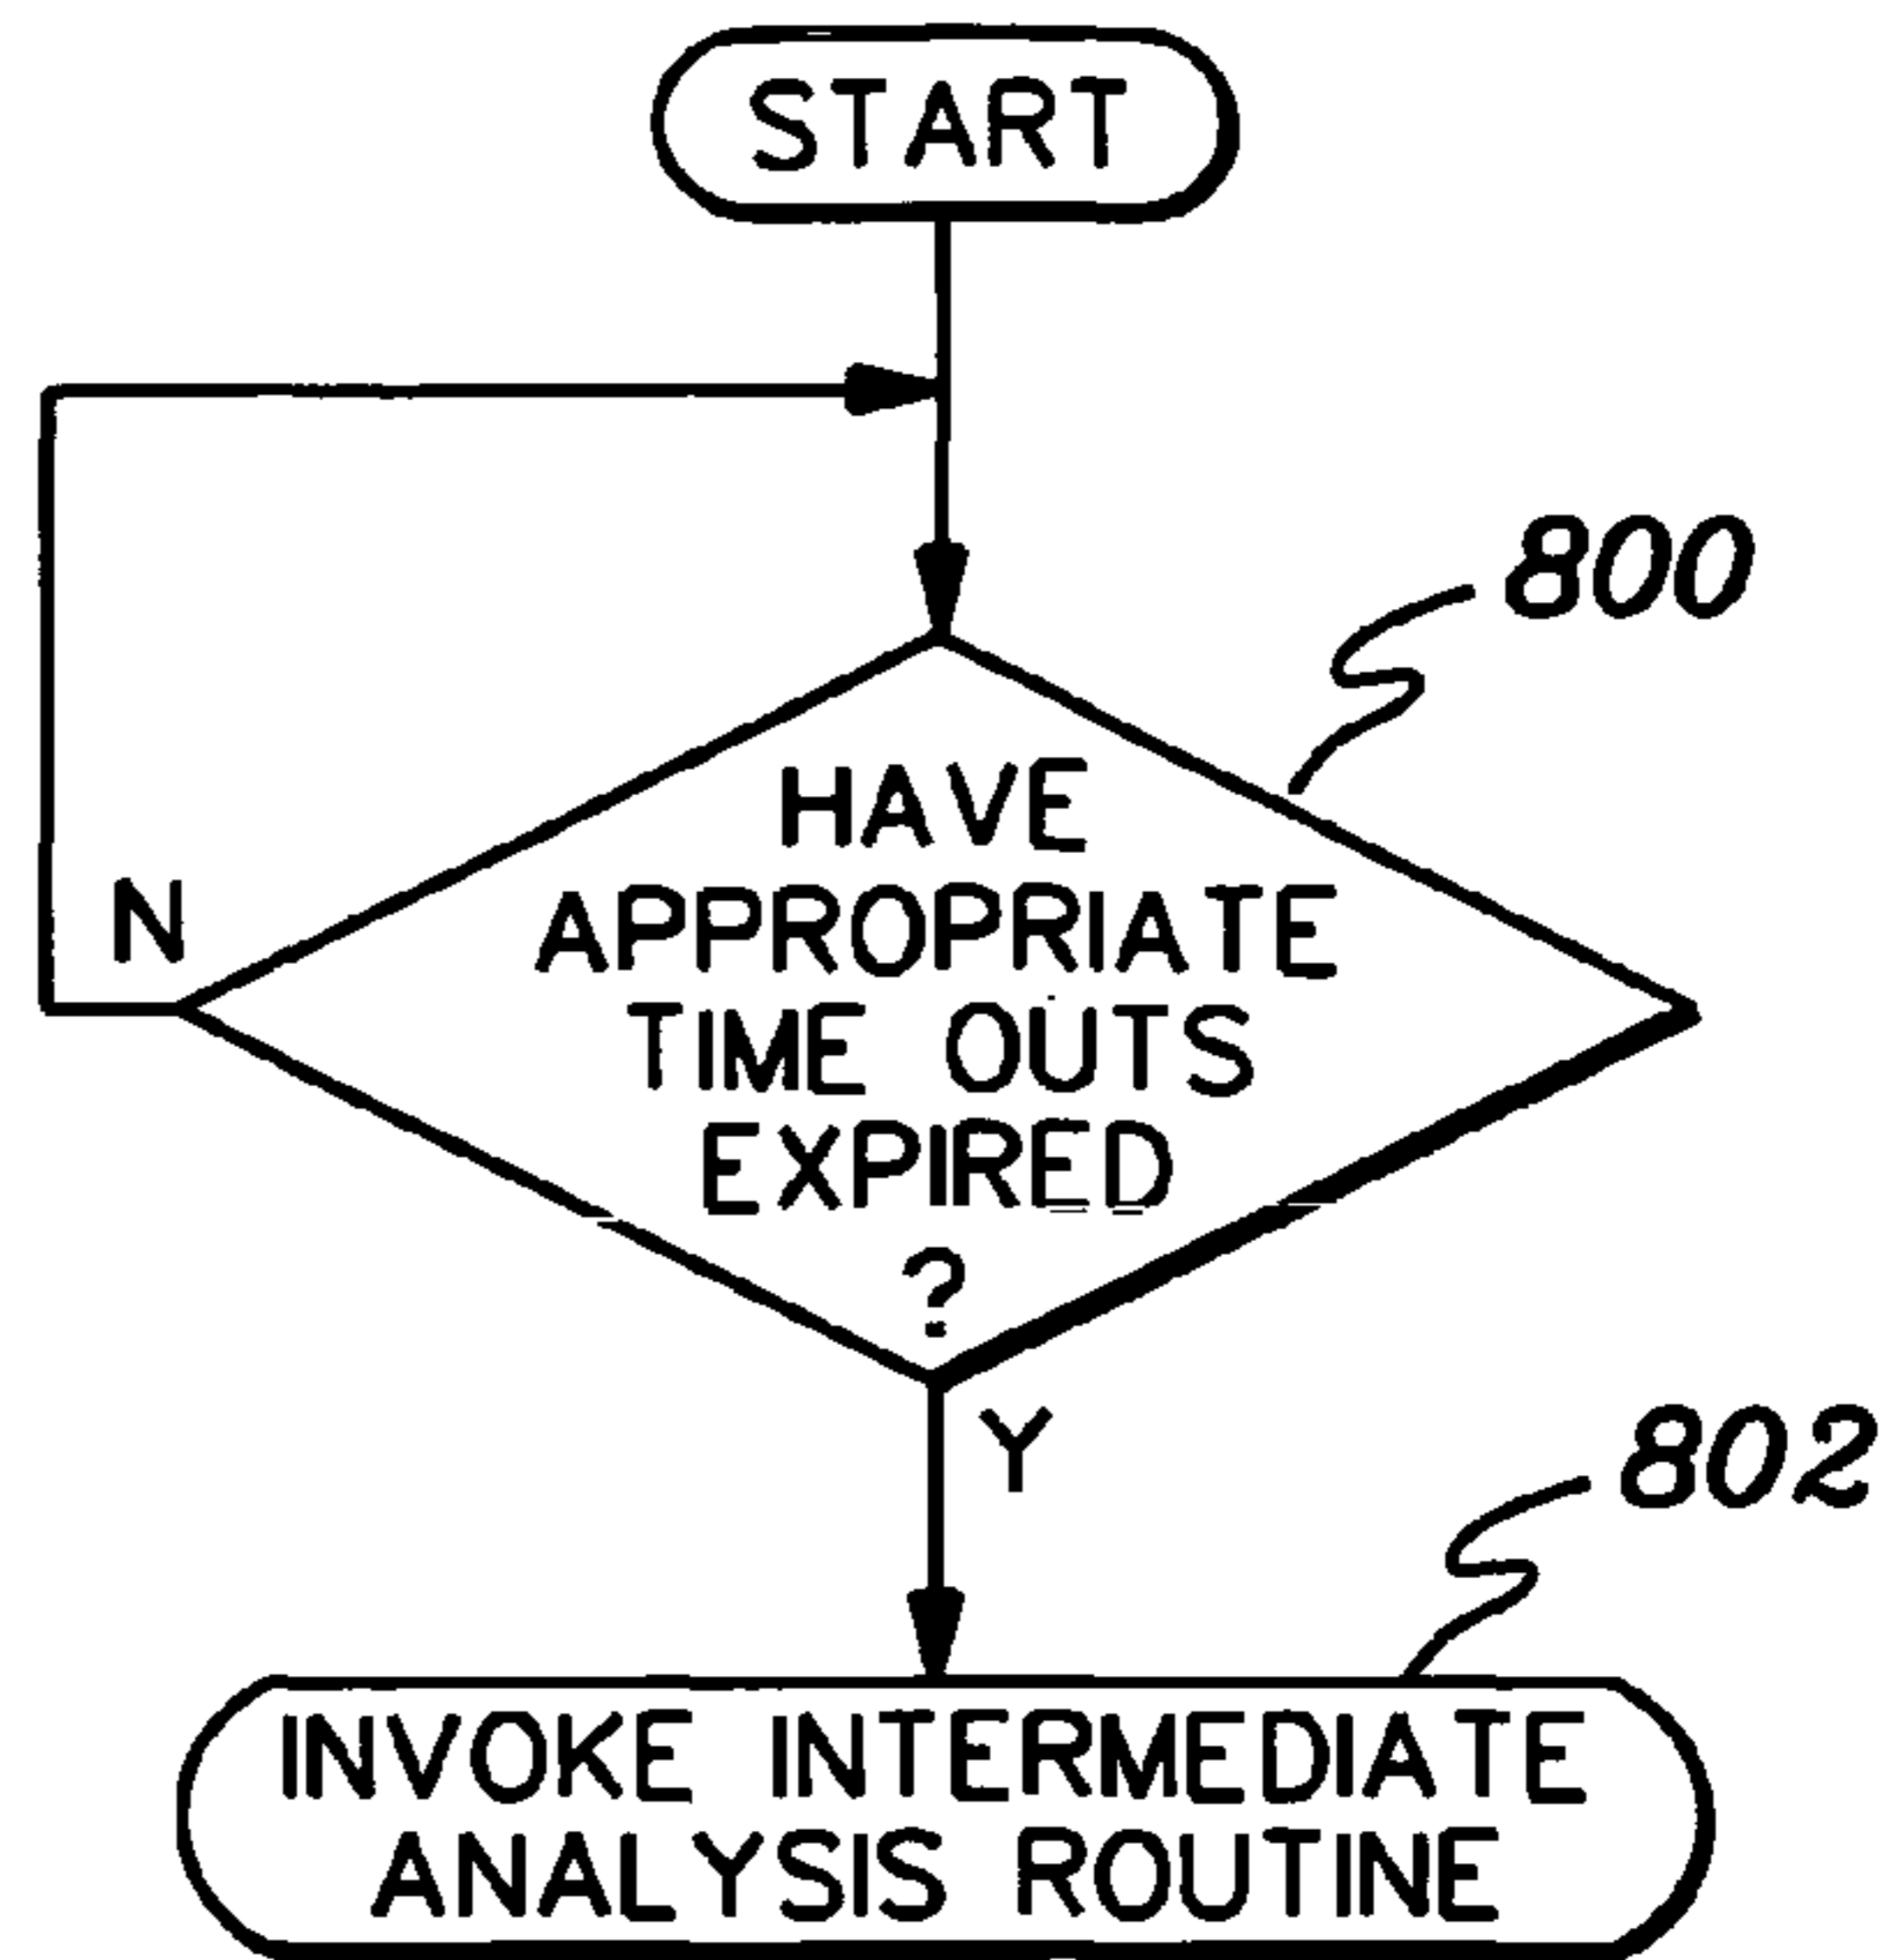 START
800
HAVE
APPROPRIATE
N
TIME OUTS
EXPIRED
?
Y
802
INVOKE INTERMEDIATE
ANALYSIS ROUTINE